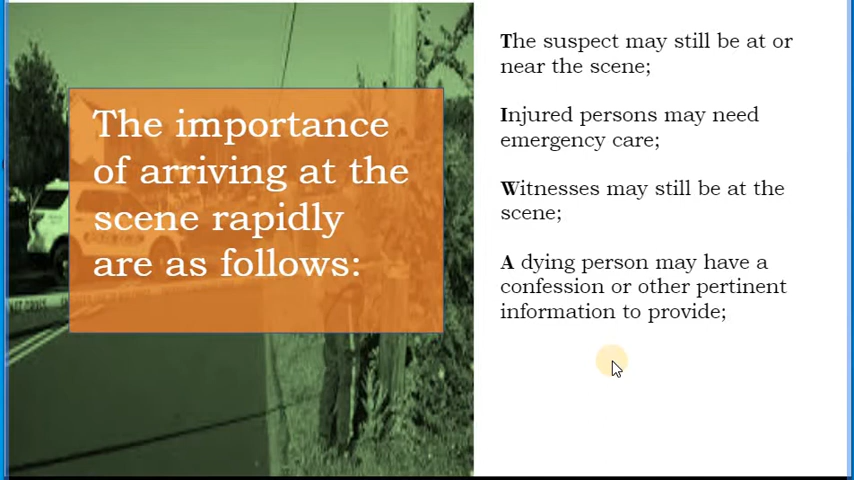 The importance
of arriving at the
scene rapidly
are as follows:
The suspect may still be at or
near the scene;
Injured persons may need
emergency care;
Witnesses may still be at the
scene;
A dying person may have a
confession or other pertinent
information to provide;